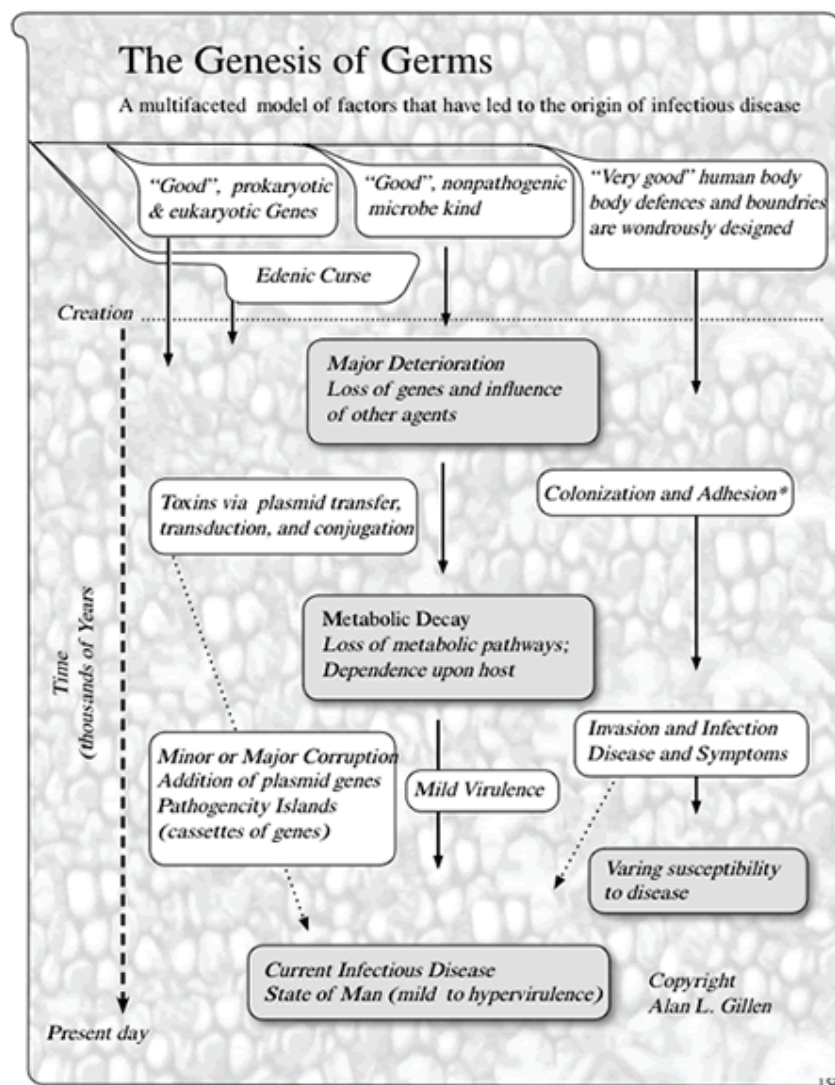 The Genesis of Germs
A multifaceted model of factors that have led to the origin of infectious disease
"Good", prokaryotic
& eukaryotic Genes
"Good", nonpathogenic
microbe kind
"Very good" human body
body defences and boundries
are wondrously designed
Edenic Curse
Creation
Major Deterioration
Loss of genes and influence
of other agents
Toxins via plasmid transfer,
transduction, and conjugation
Colonization and Adhesion*
Metabolic Decay
Loss of metabolic pathways;
Dependence upon host
Time
(thousands of Years
Invasion and Infection
Disease and Symptoms
Minor or Major Corruption
Addition of plasmid genes
Pathogencity Islands
(cassettes of genes)
Mild Virulence
Varing susceptibility
to disease
Current Infectious Disease
State of Man (mild to hypervirulence)
Copyright
Alan L. Gillen
Present day